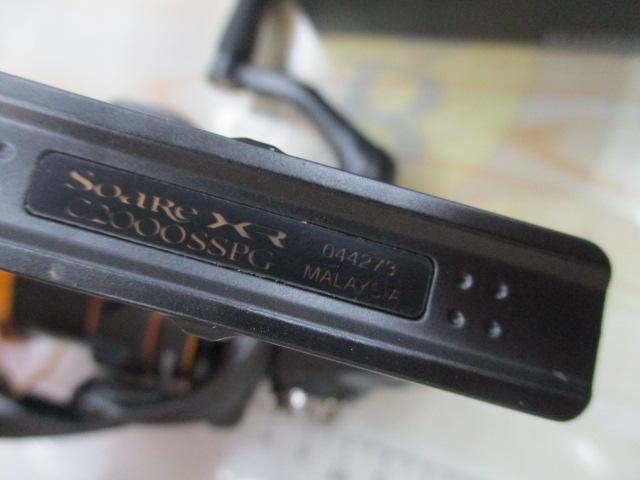 SoaRe XR
C2000SSPG
044273
MALAYSIA